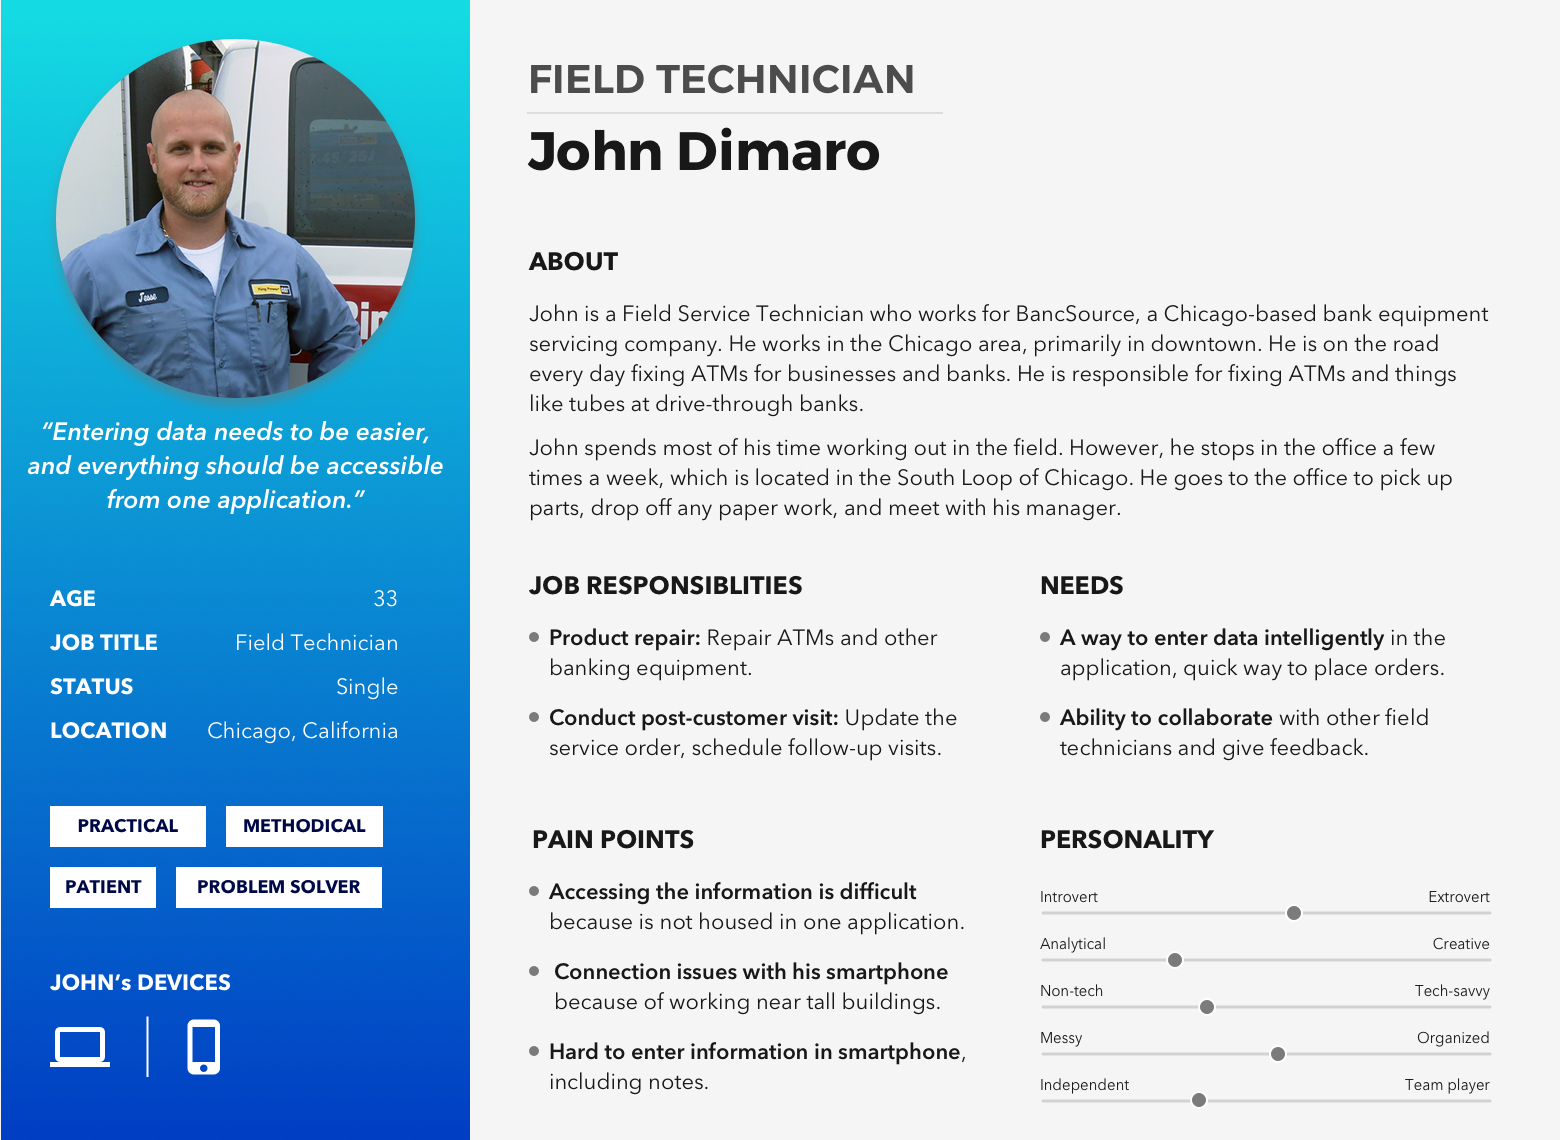 FIELD TECHNICIAN
John Dimaro
Jesse
“Entering data needs to be easier,
and everything should be accessible
from one application.”
AGE 33
JOB TITLE Field Technician
STATUS Single
LOCATION Chicago, California
PRACTICAL METHODICAL
PATIENT PROBLEM SOLVER
JOHN’s DEVICES
ABOUT
John is a Field Service Technician who works for BancSource, a Chicago-based bank equipment
servicing company. He works in the Chicago area, primarily in downtown. He is on the road
every day fixing ATMs for businesses and banks. He is responsible for fixing ATMs and things
like tubes at drive-through banks.
John spends most of his time working out in the field. However, he stops in the office a few
times a week, which is located in the South Loop of Chicago. He goes to the office to pick up
parts, drop off any paper work, and meet with his manager.
JOB RESPONSIBLITIES
Product repair: Repair ATMs and other
banking equipment.
Conduct post-customer visit: Update the
service order, schedule follow-up visits.
NEEDS
A way to enter data intelligently in the
application, quick way to place orders.
Ability to collaborate with other field
technicians and give feedback.
PAIN POINTS
Accessing the information is difficult
because is not housed in one application.
Connection issues with his smartphone
because of working near tall buildings.
Hard to enter information in smartphone,
including notes.
PERSONALITY
Introvert Extrovert
Analytical Creative
Non-tech Tech-savvy
Messy Organized
Independent Team player